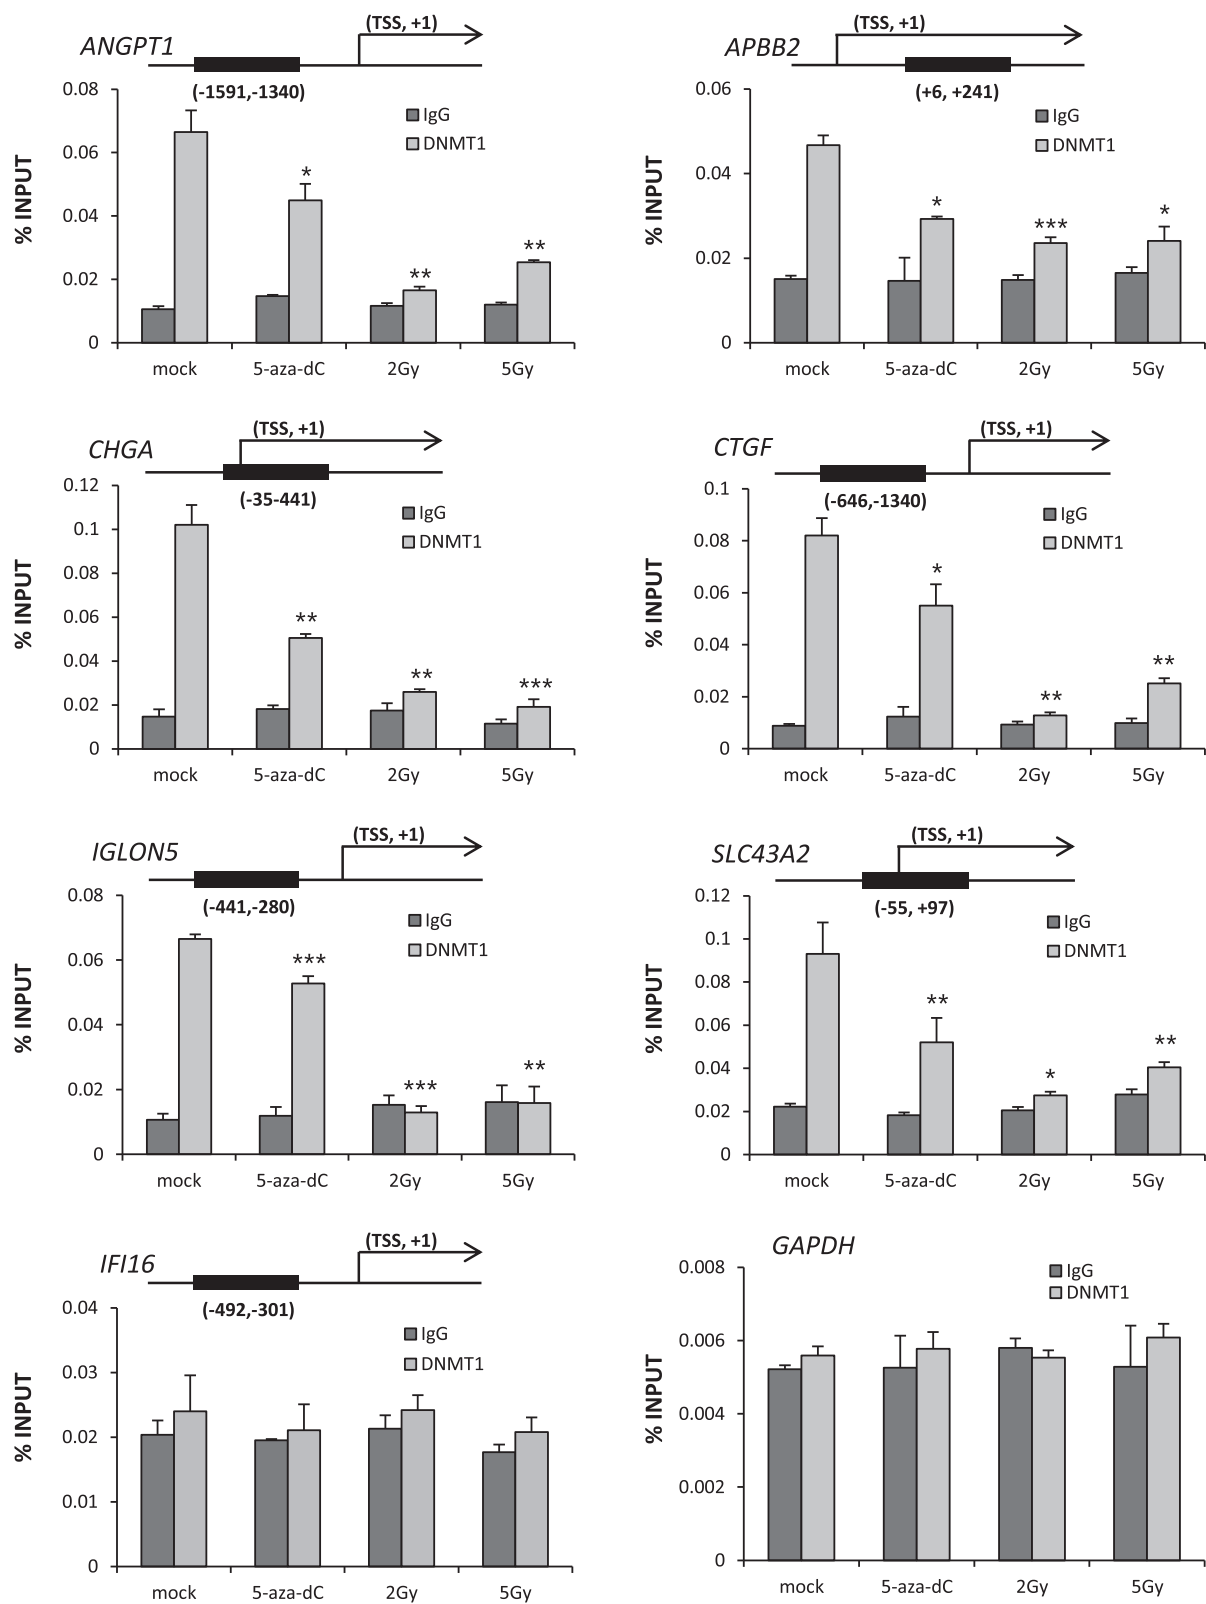 ANGPT1
(TSS, +1)
(-1591,-1340)
0.08
0.06
0.04
0.02
0
% INPUT
IgG
DNMT1
*
**
**
mock
5-aza-dC
2Gy
5Gy
APBB2
(TSS, +1)
(+6, +241)
0.06
0.04
0.02
0
% INPUT
IgG
DNMT1
*
***
*
mock
5-aza-dC
2Gy
5Gy
CHGA
(TSS, +1)
(-35-441)
0.12
0.1
0.08
0.06
0.04
0.02
0
% INPUT
IgG
DNMT1
**
**
***
mock
5-aza-dC
2Gy
5Gy
CTGF
(TSS, +1)
(-646,-1340)
0.1
0.08
0.06
0.04
0.02
0
% INPUT
IgG
DNMT1
*
**
**
mock
5-aza-dC
2Gy
5Gy
IGLON5
(TSS, +1)
(-441,-280)
0.08
0.06
0.04
0.02
0
% INPUT
IgG
DNMT1
***
***
**
mock
5-aza-dC
2Gy
5Gy
SLC43A2
(TSS, +1)
(-55, +97)
0.12
0.1
0.08
0.06
0.04
0.02
0
% INPUT
IgG
DNMT1
**
*
**
mock
5-aza-dC
2Gy
5Gy
IFI16
(TSS, +1)
(-492,-301)
0.04
0.03
0.02
0.01
0
% INPUT
IgG
DNMT1
mock
5-aza-dC
2Gy
5Gy
GAPDH
0.008
0.006
0.004
0.002
0
% INPUT
IgG
DNMT1
mock
5-aza-dC
2Gy
5Gy